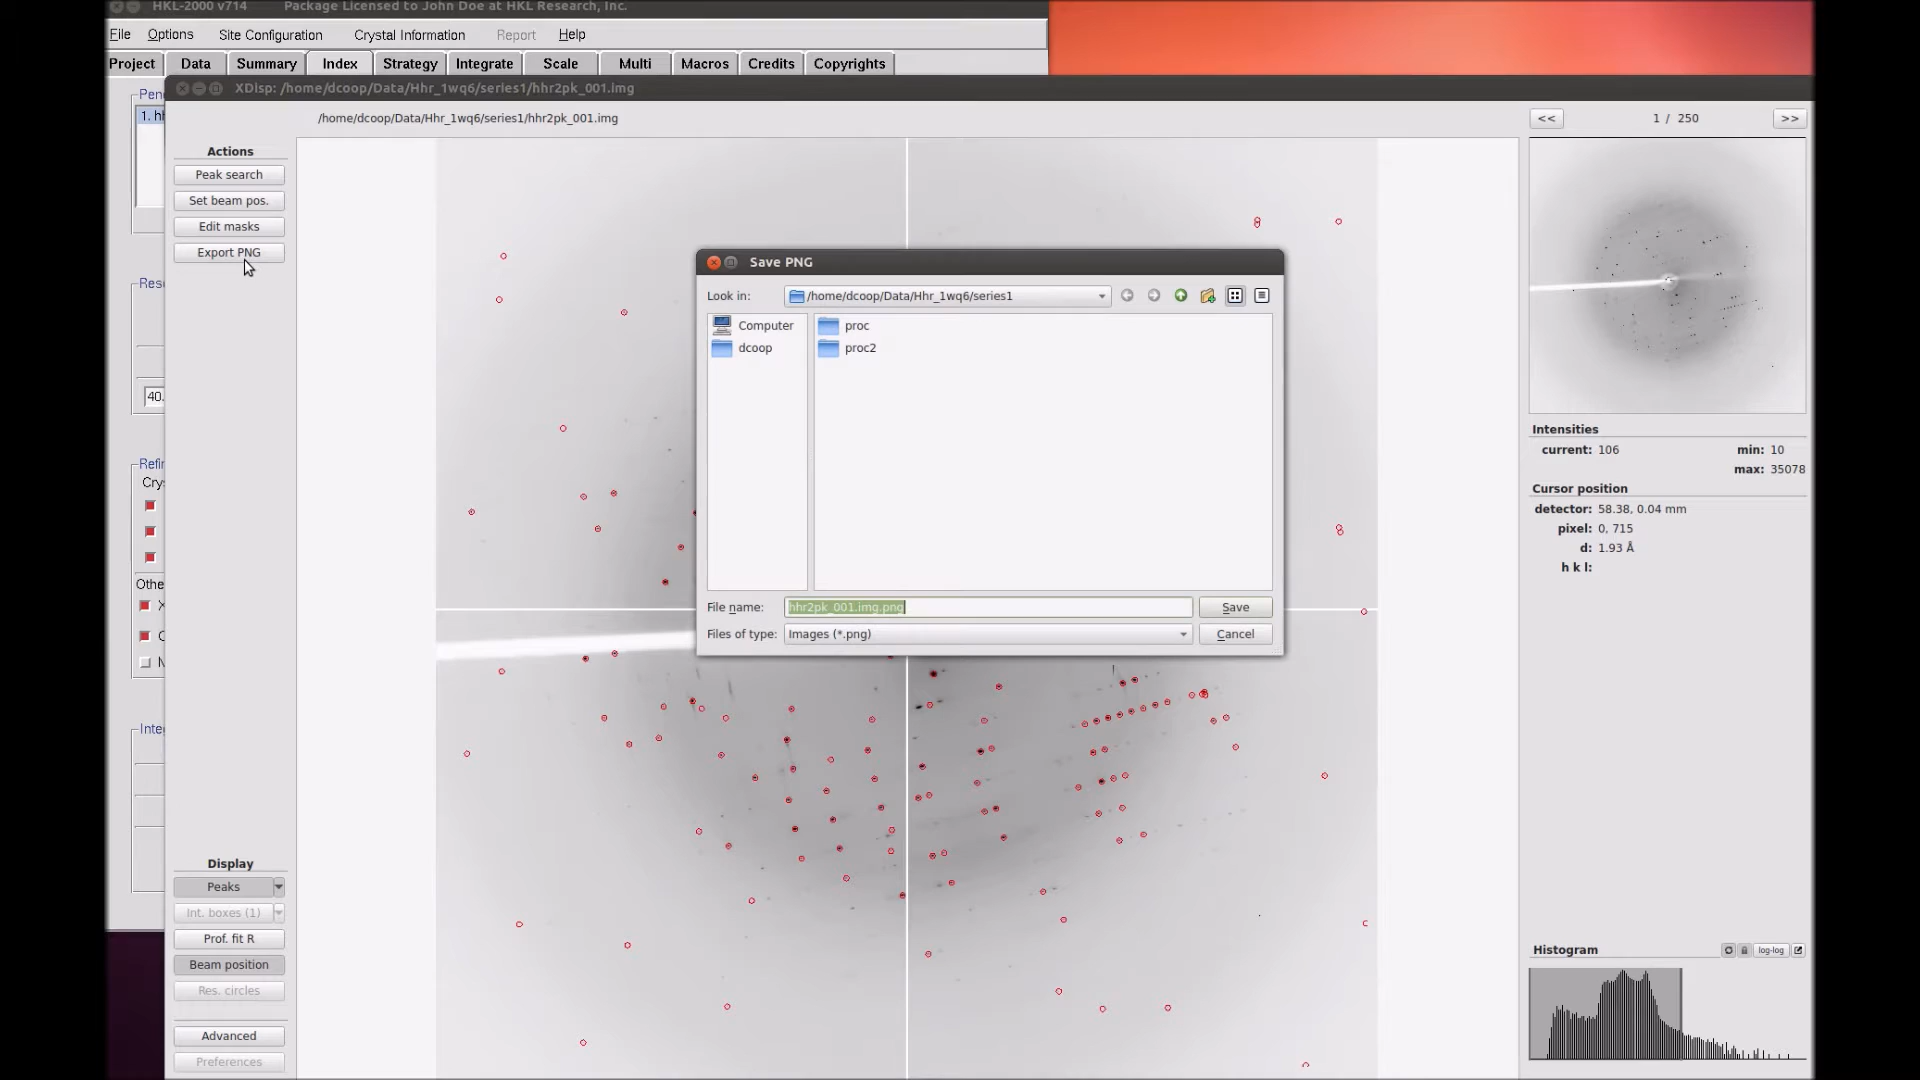 HKL-2000 v714 Package Licensed to John Doe at HKL Research, Inc.
File Options Site Configuration Crystal Information Report Help
Project Data Summary Index Strategy Integrate Scale Multi Macros Credits Copyrights
XDisp: /home/dcoop/Data/Hhr_1wq6/series1/hhr2pk_001.img
/home/dcoop/Data/Hhr_1wq6/series1/hhr2pk_001.img
<< 1 / 250 >>
Actions
Peak search
Set beam pos.
Edit masks
Export PNG
Save PNG
Look in: /home/dcoop/Data/Hhr_1wq6/series1
Computer
dcoop
proc
proc2
File name: hhr2pk_001.img.png Save
Files of type: Images (*.png) Cancel
40.
Othe
Intensities
current: 106 min: 10
max: 35078
Cursor position
detector: 58.38, 0.04 mm
pixel: 0, 715
d: 1.93 Å
h k l:
Display
Peaks
Int. boxes (1)
Prof. fit R
Beam position
Res. circles
Advanced
Preferences
Histogram log-log